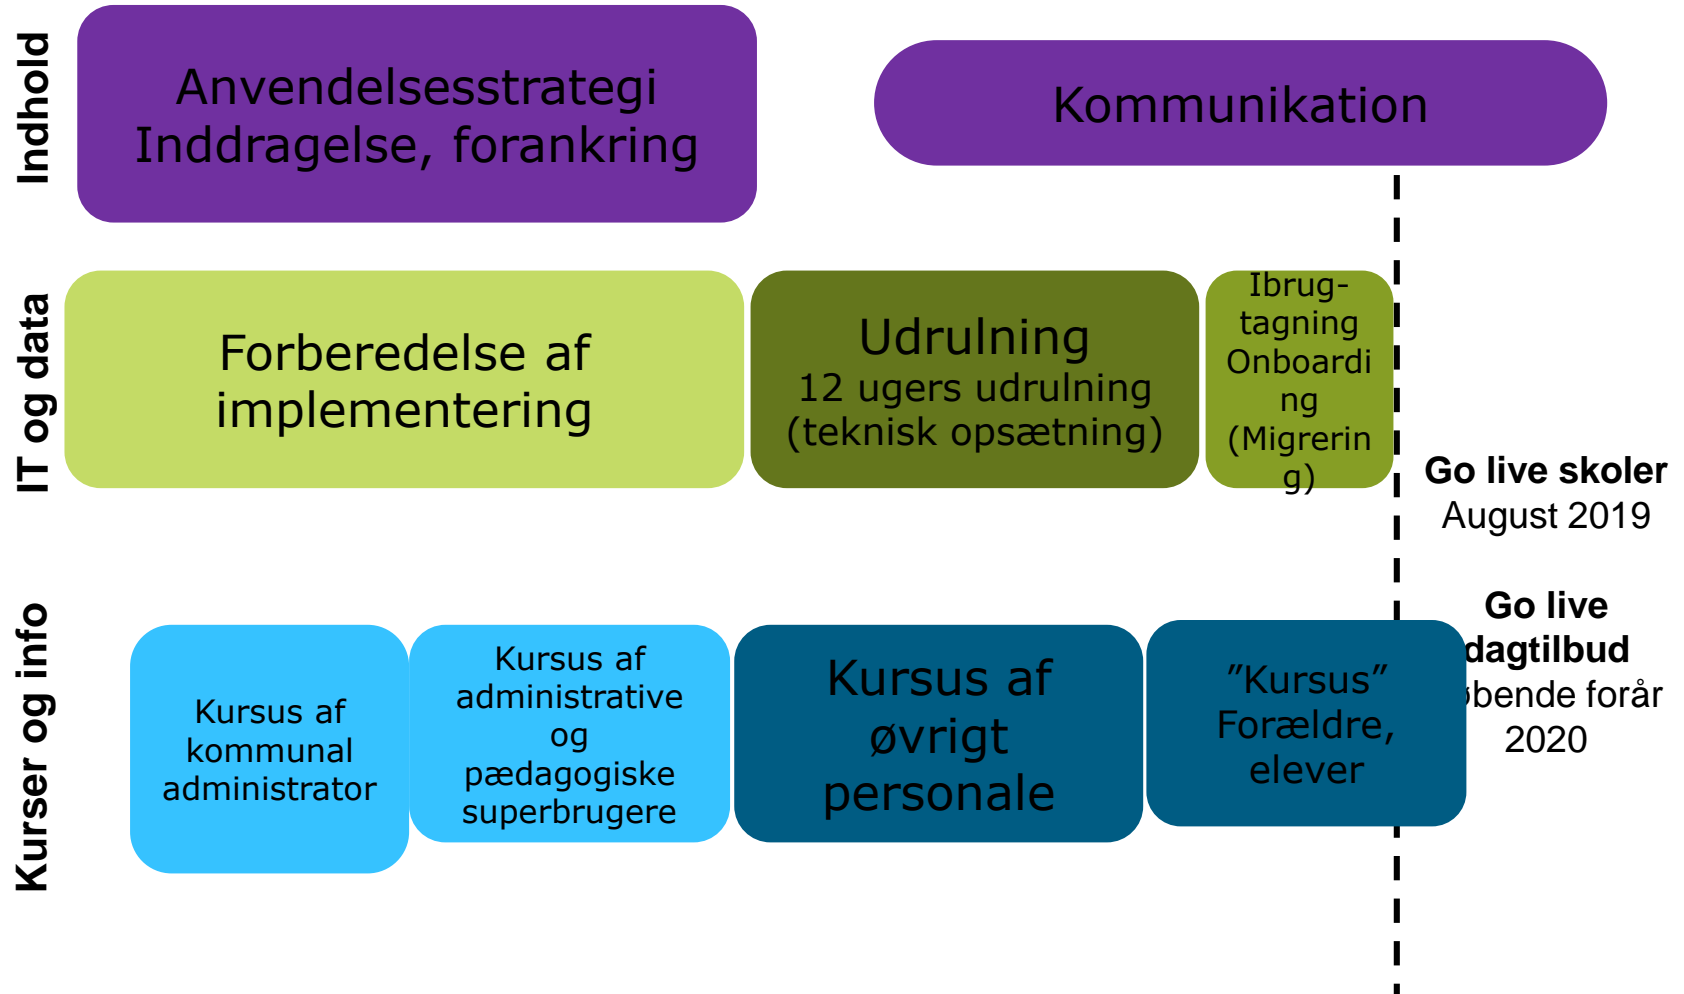 Indhold
Anvendelsesstrategi
Inddragelse, forankring
Kommunikation
IT og data
Forberedelse af
implementering
Udrulning
12 ugers udrulning
(teknisk opsætning)
Ibrug-
tagning
Onboardi
ng
(Migrerin
g)
Go live skoler
August 2019
Kurser og info
Kursus af
kommunal
administrator
Kursus af
administrative
og
pædagogiske
superbrugere
Kursus af
øvrigt
personale
”Kursus”
Forældre,
elever
Go live
dagtilbud
forår
2020